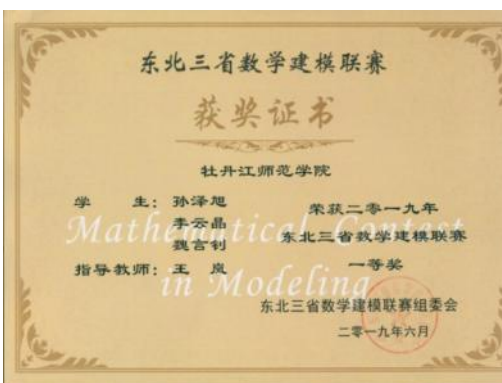 东北三省数学建模联赛
获奖证书
牡丹江师范学院
学 生：孙泽旭
李云晶
魏言钊
指导教师：王 岚
荣获二零一九年
东北三省数学建模联赛
一等奖
Mathematical Contest
in Modeling
东北三省数学建模联赛组委会
二零一九年六月